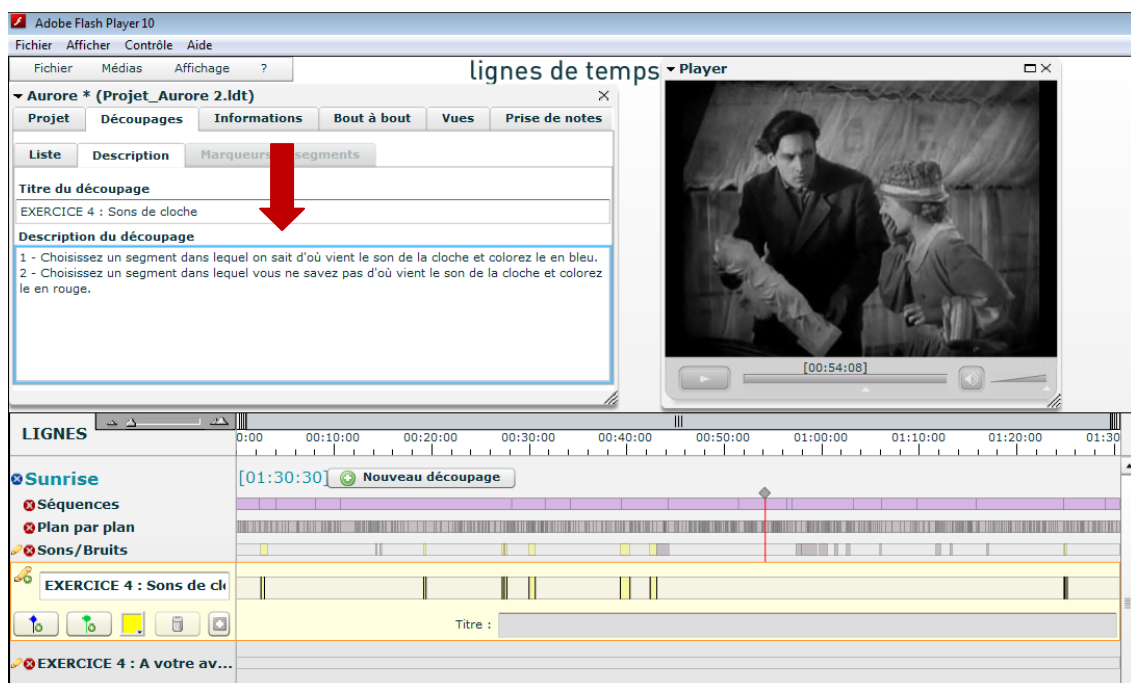 Adobe Flash Player 10
Fichier Afficher Contrôle Aide
Fichier Médias Affichage ?
lignes de temps
Aurore * (Projet_Aurore 2.ldt)
Projet Découpages Informations Bout à bout Vues Prise de notes
Liste Description Marqueurs segments
Titre du découpage
EXERCICE 4 : Sons de cloche
Description du découpage
1 - Choisissez un segment dans lequel on sait d'où vient le son de la cloche et colorez le en bleu.
2 - Choisissez un segment dans lequel vous ne savez pas d'où vient le son de la cloche et colorez
le en rouge.
Player
[00:54:08]
LIGNES
0:00 00:10:00 00:20:00 00:30:00 00:40:00 00:50:00 01:00:00 01:10:00 01:20:00 01:30
Sunrise
[01:30:30] Nouveau découpage
Séquences
Plan par plan
Sons/Bruits
EXERCICE 4 : Sons de cl
Titre :
EXERCICE 4 : A votre av...